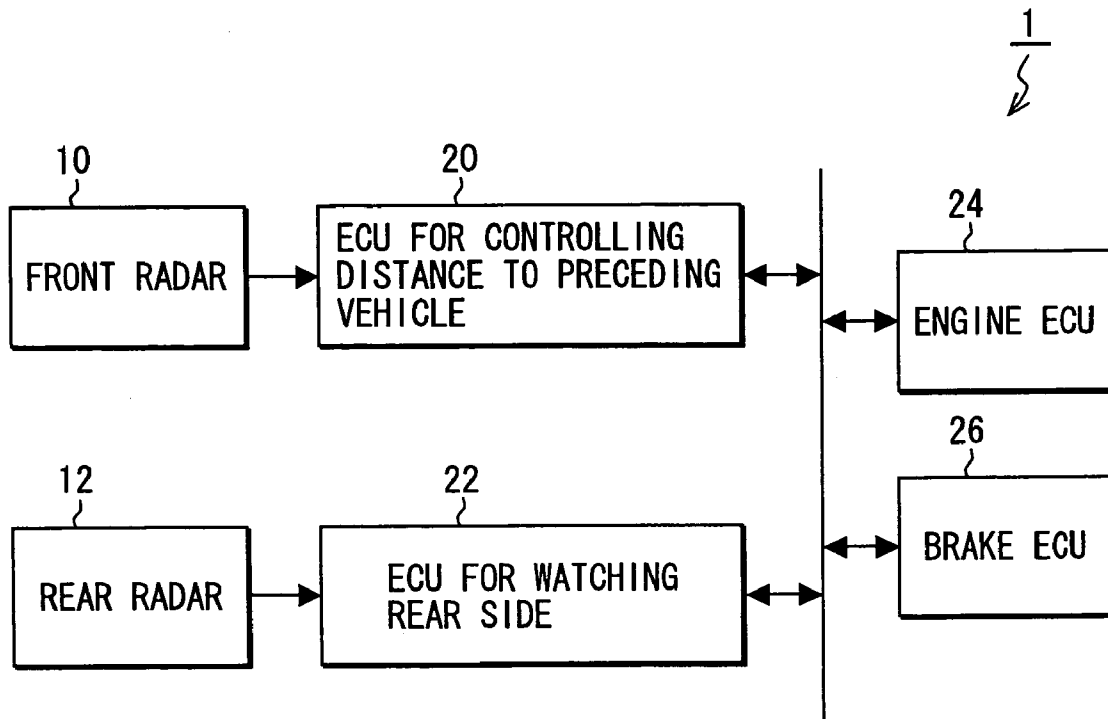 1
10
FRONT RADAR
20
ECU FOR CONTROLLING
DISTANCE TO PRECEDING
VEHICLE
24
ENGINE ECU
12
REAR RADAR
22
ECU FOR WATCHING
REAR SIDE
26
BRAKE ECU